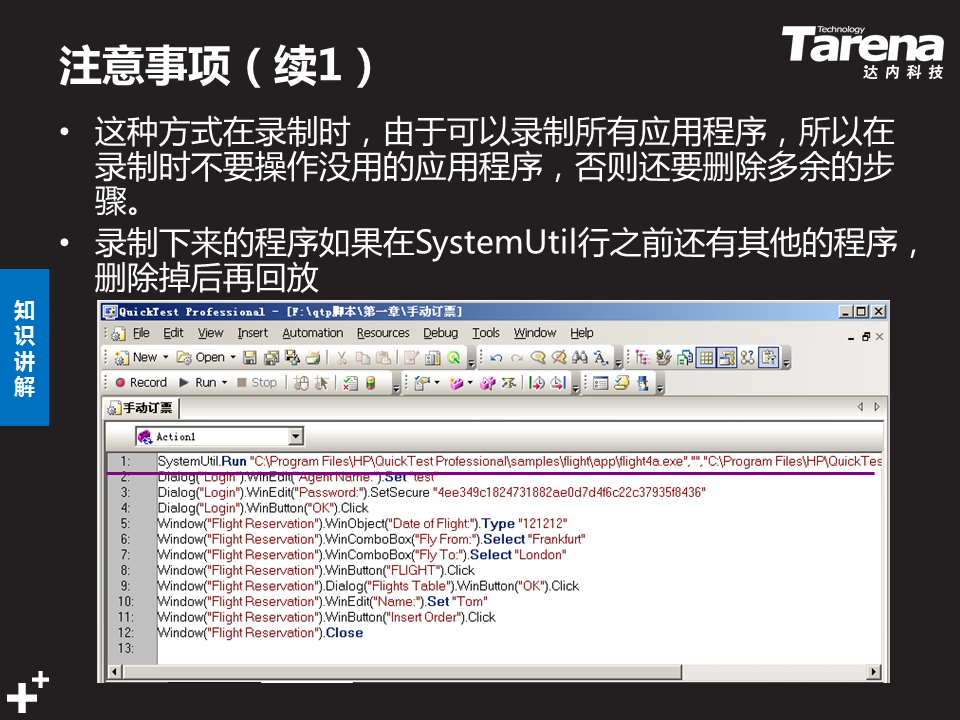 注意事项（续1）
Technology
Tarena
达内科技
• 这种方式在录制时，由于可以录制所有应用程序，所以在
录制时不要操作没用的应用程序，否则还要删除多余的步
骤。
• 录制下来的程序如果在SystemUtil行之前还有其他的程序，
删除掉后再回放
知
识
讲
解
QuickTest Professional - [F:\qtp脚本\第一章\手动订票]
File Edit View Insert Automation Resources Debug Tools Window Help
New Open
Record Run Stop
手动订票
Action1
1: SystemUtil.Run "C:\Program Files\HP\QuickTest Professional\samples\flight\app\flight4a.exe","","C:\Program Files\HP\QuickTes
2: Dialog("Login").WinEdit("Agent Name:").Set "test"
3: Dialog("Login").WinEdit("Password:").SetSecure "4ee349c1824731882ae0d7d4f6c22c37935f8436"
4: Dialog("Login").WinButton("OK").Click
5: Window("Flight Reservation").WinObject("Date of Flight:").Type "121212"
6: Window("Flight Reservation").WinComboBox("Fly From:").Select "Frankfurt"
7: Window("Flight Reservation").WinComboBox("Fly To:").Select "London"
8: Window("Flight Reservation").WinButton("FLIGHT").Click
9: Window("Flight Reservation").Dialog("Flights Table").WinButton("OK").Click
10: Window("Flight Reservation").WinEdit("Name:").Set "Tom"
11: Window("Flight Reservation").WinButton("Insert Order").Click
12: Window("Flight Reservation").Close
13: